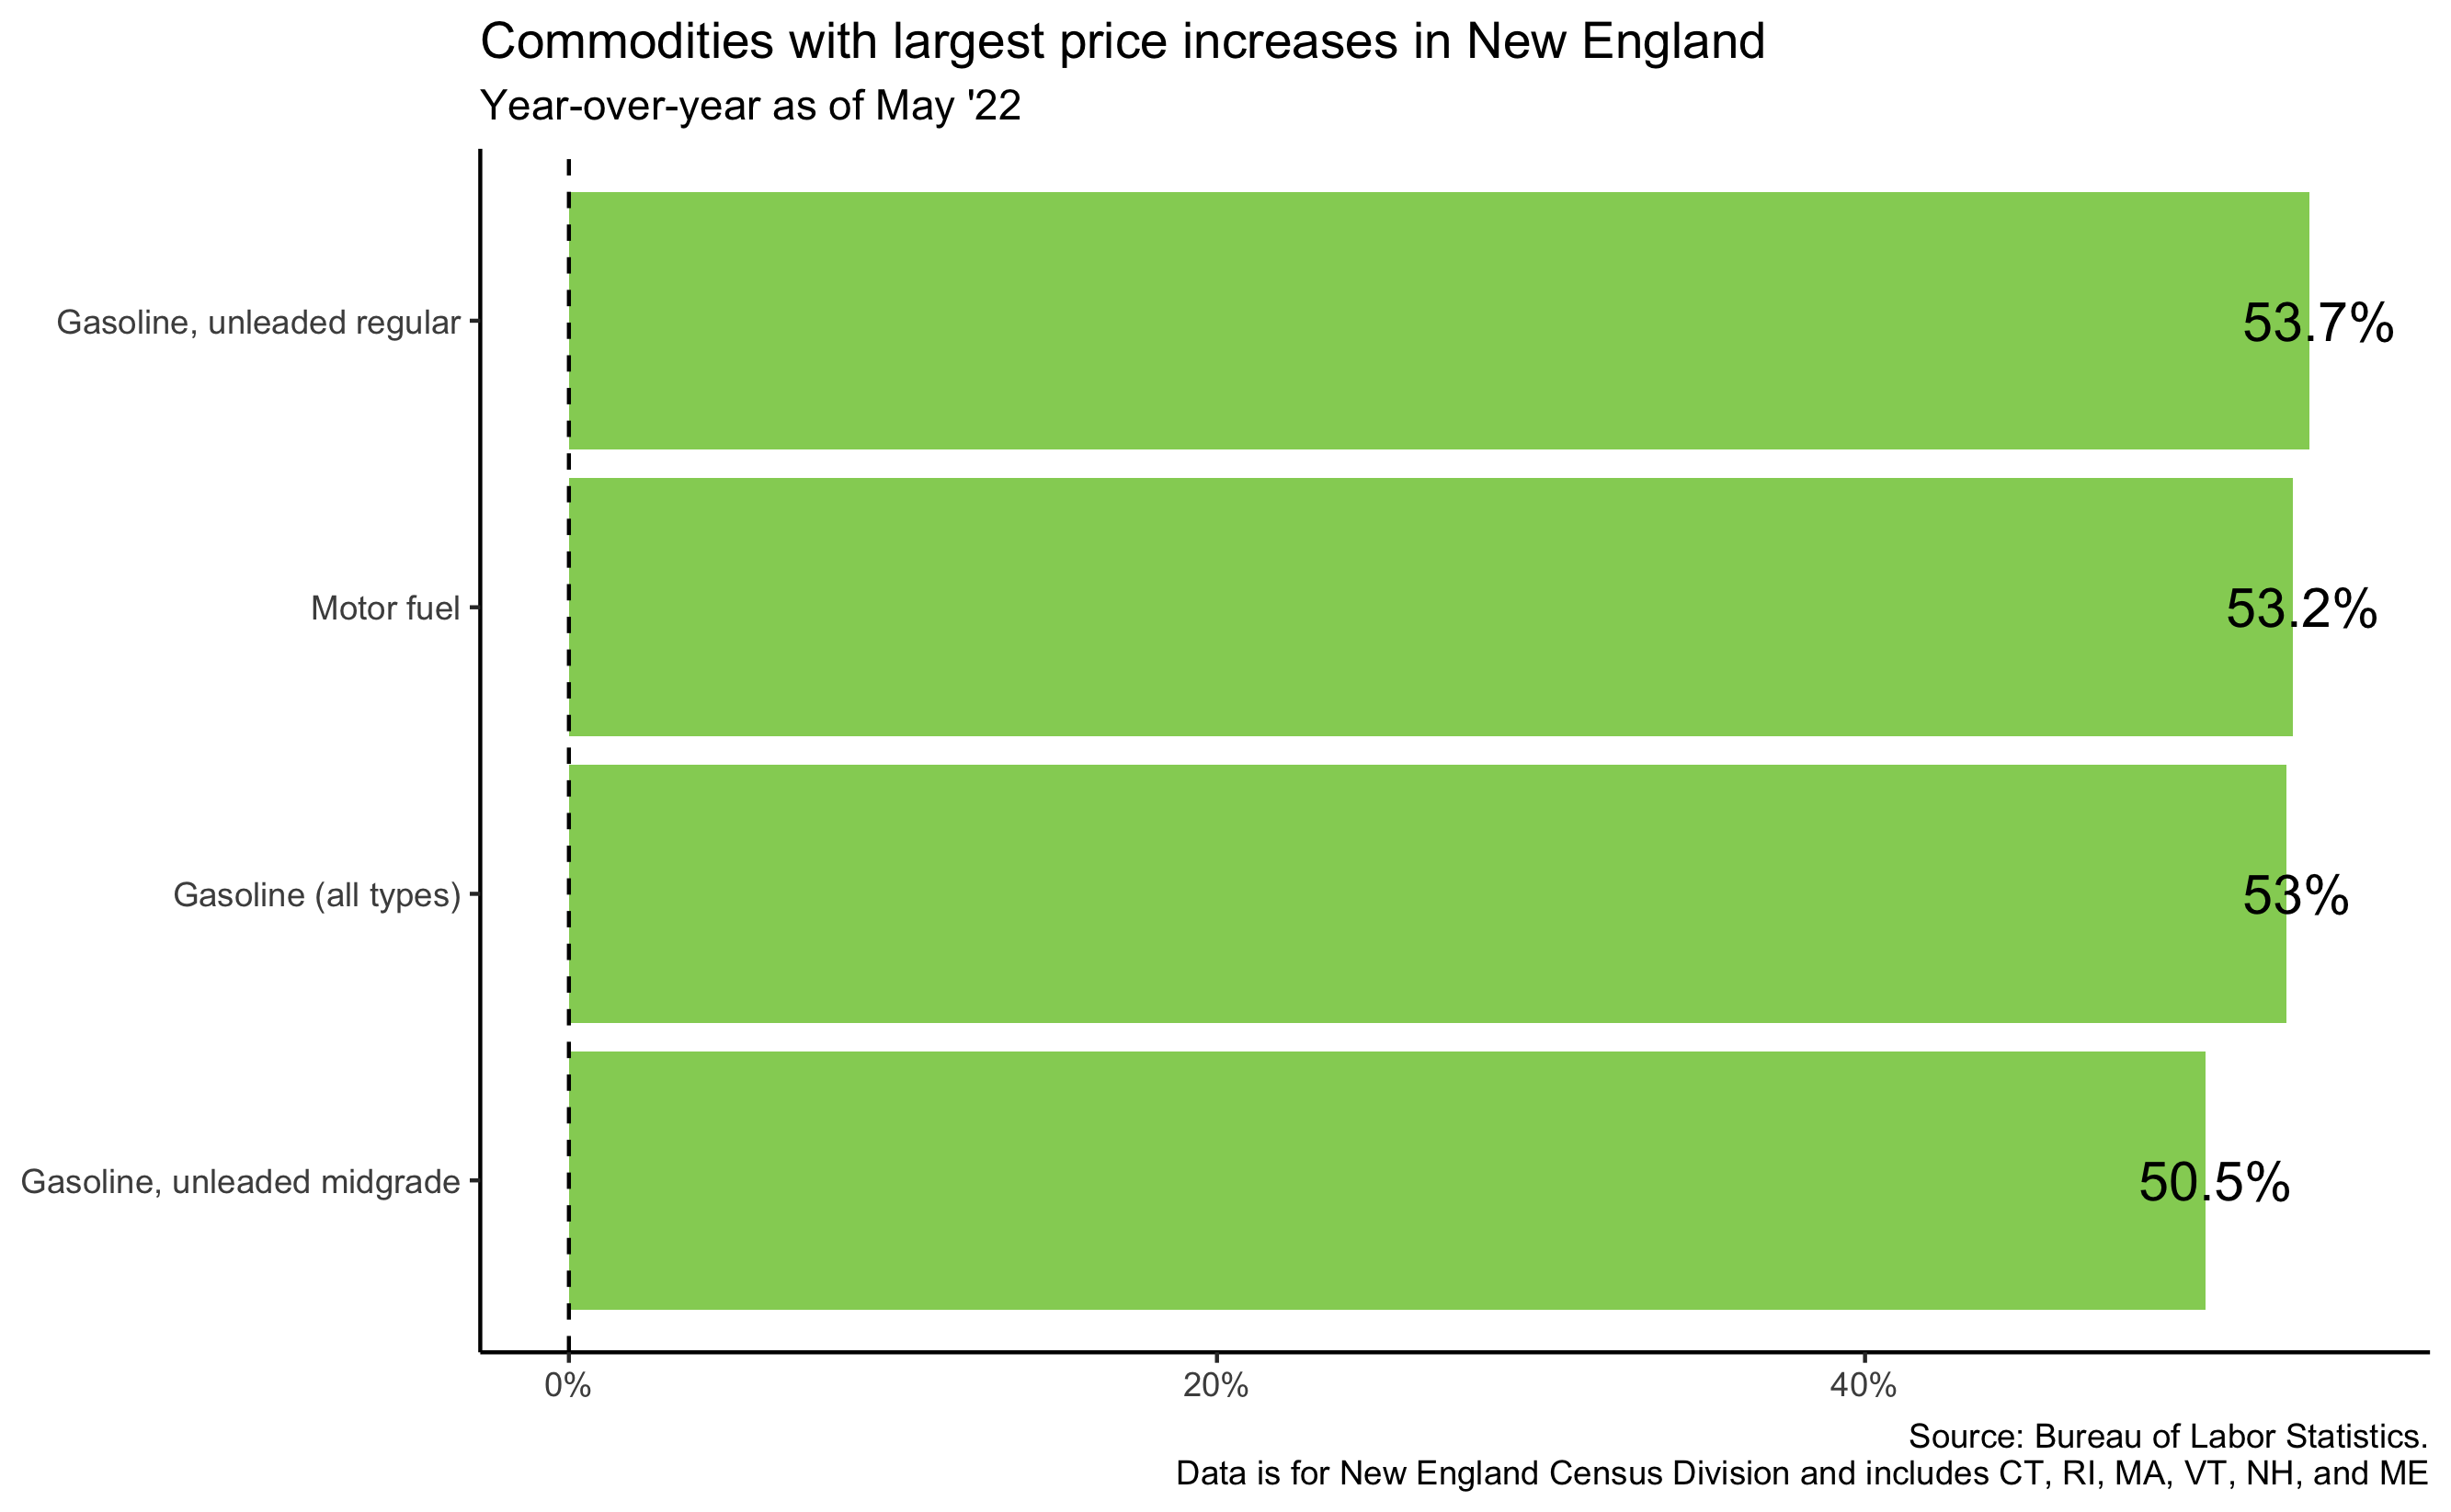 Commodities with largest price increases in New England
Year-over-year as of May '22
Gasoline, unleaded regular
53.7%
Motor fuel
53.2%
Gasoline (all types)
53%
Gasoline, unleaded midgrade
50.5%
0%
20%
40%
Source: Bureau of Labor Statistics.
Data is for New England Census Division and includes CT, RI, MA, VT, NH, and ME